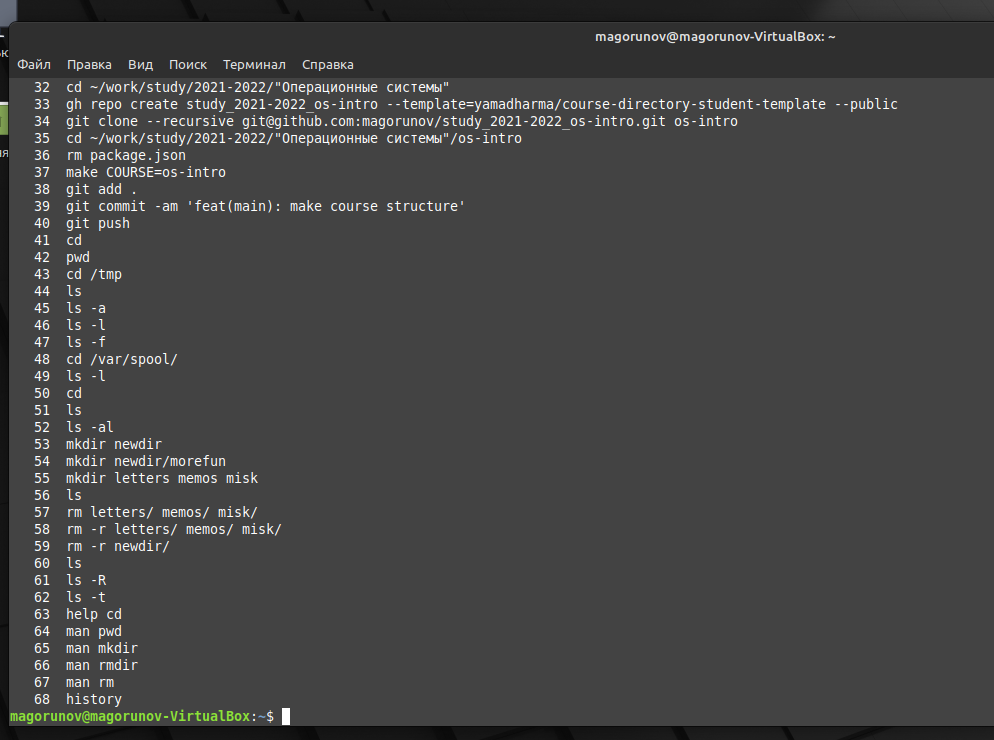 magorunov@magorunov-VirtualBox: ~
Файл Правка Вид Поиск Терминал Справка
32 cd ~/work/study/2021-2022/"Операционные системы"
33 gh repo create study_2021-2022_os-intro --template=yamadharma/course-directory-student-template --public
34 git clone --recursive git@github.com:magorunov/study_2021-2022_os-intro.git os-intro
35 cd ~/work/study/2021-2022/"Операционные системы"/os-intro
36 rm package.json
37 make COURSE=os-intro
38 git add .
39 git commit -am 'feat(main): make course structure'
40 git push
41 cd
42 pwd
43 cd /tmp
44 ls
45 ls -a
46 ls -l
47 ls -f
48 cd /var/spool/
49 ls -l
50 cd
51 ls
52 ls -al
53 mkdir newdir
54 mkdir newdir/morefun
55 mkdir letters memos misk
56 ls
57 rm letters/ memos/ misk/
58 rm -r letters/ memos/ misk/
59 rm -r newdir/
60 ls
61 ls -R
62 ls -t
63 help cd
64 man pwd
65 man mkdir
66 man rmdir
67 man rm
68 history
magorunov@magorunov-VirtualBox:~$